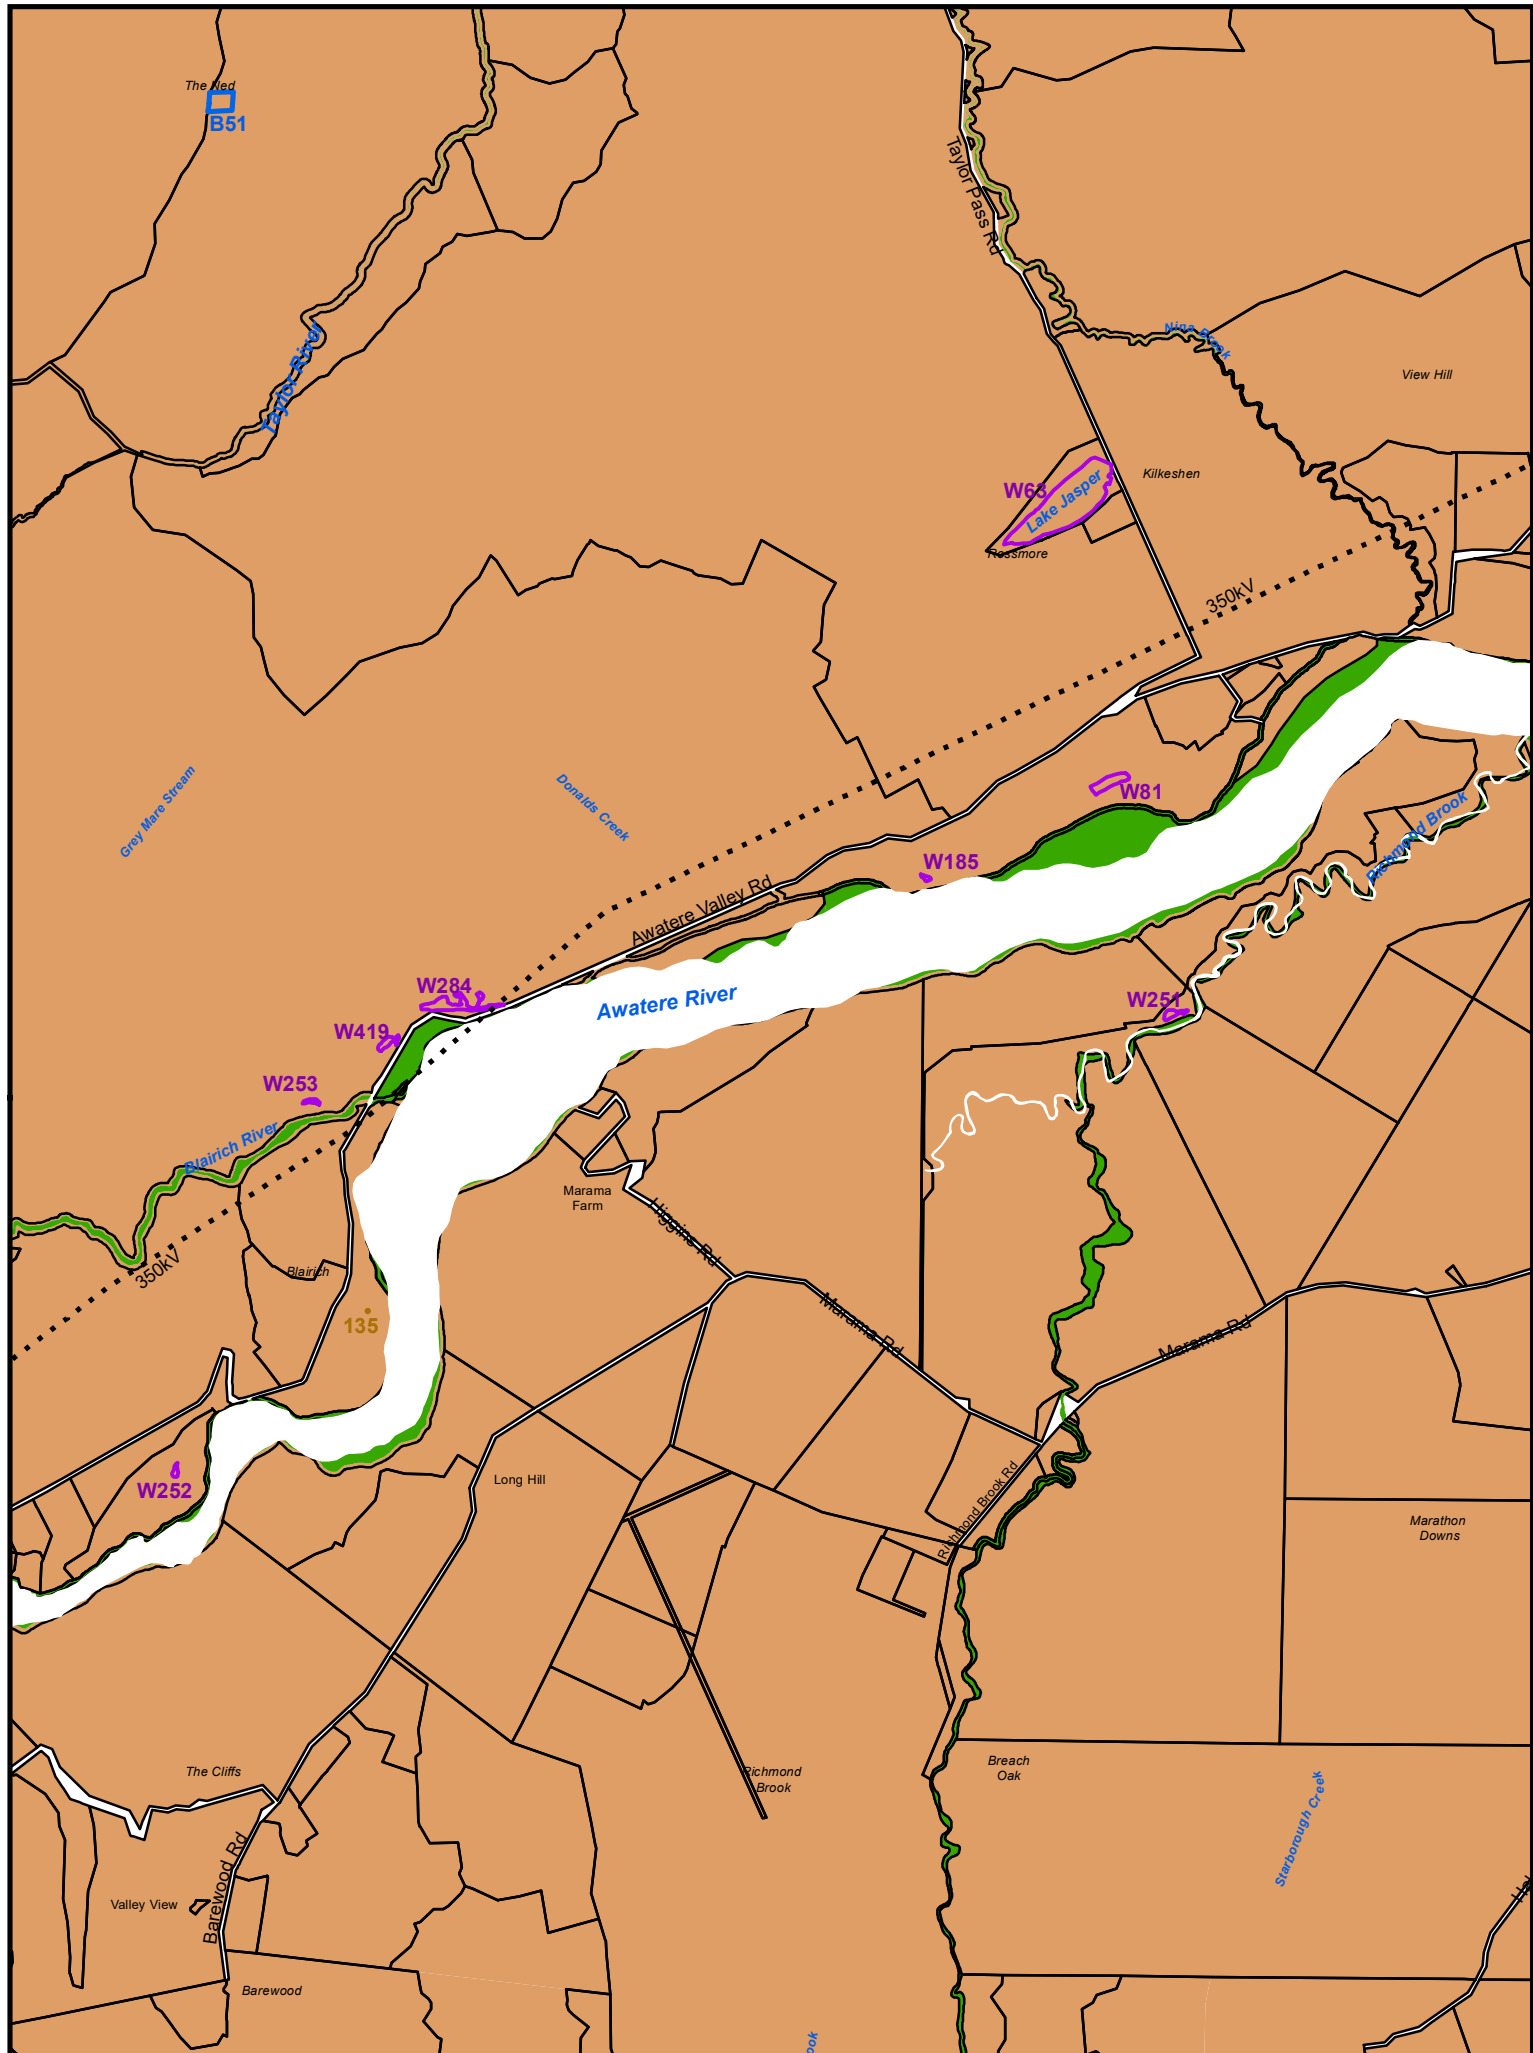 The Ned
B51
Taylor Pass Rd
Taylor River
Nina Brook
View Hill
Kilkeshen
W63
Lake Jasper
Rossmore
350kV
Grey Mare Stream
Donalds Creek
W81
Richmond Brook
W185
Awatere Valley Rd
W284
Awatere River
W251
W419
W253
Blairich River
Marama
Farm
Higgins Rd
350kV
Blairich
135
Marama Rd
Marama Rd
W252
Long Hill
Richmond Brook Rd
Marathon
Downs
The Cliffs
Richmond
Brook
Breach
Oak
Starborough Creek
Barewood Rd
Valley View
Barewood
ook